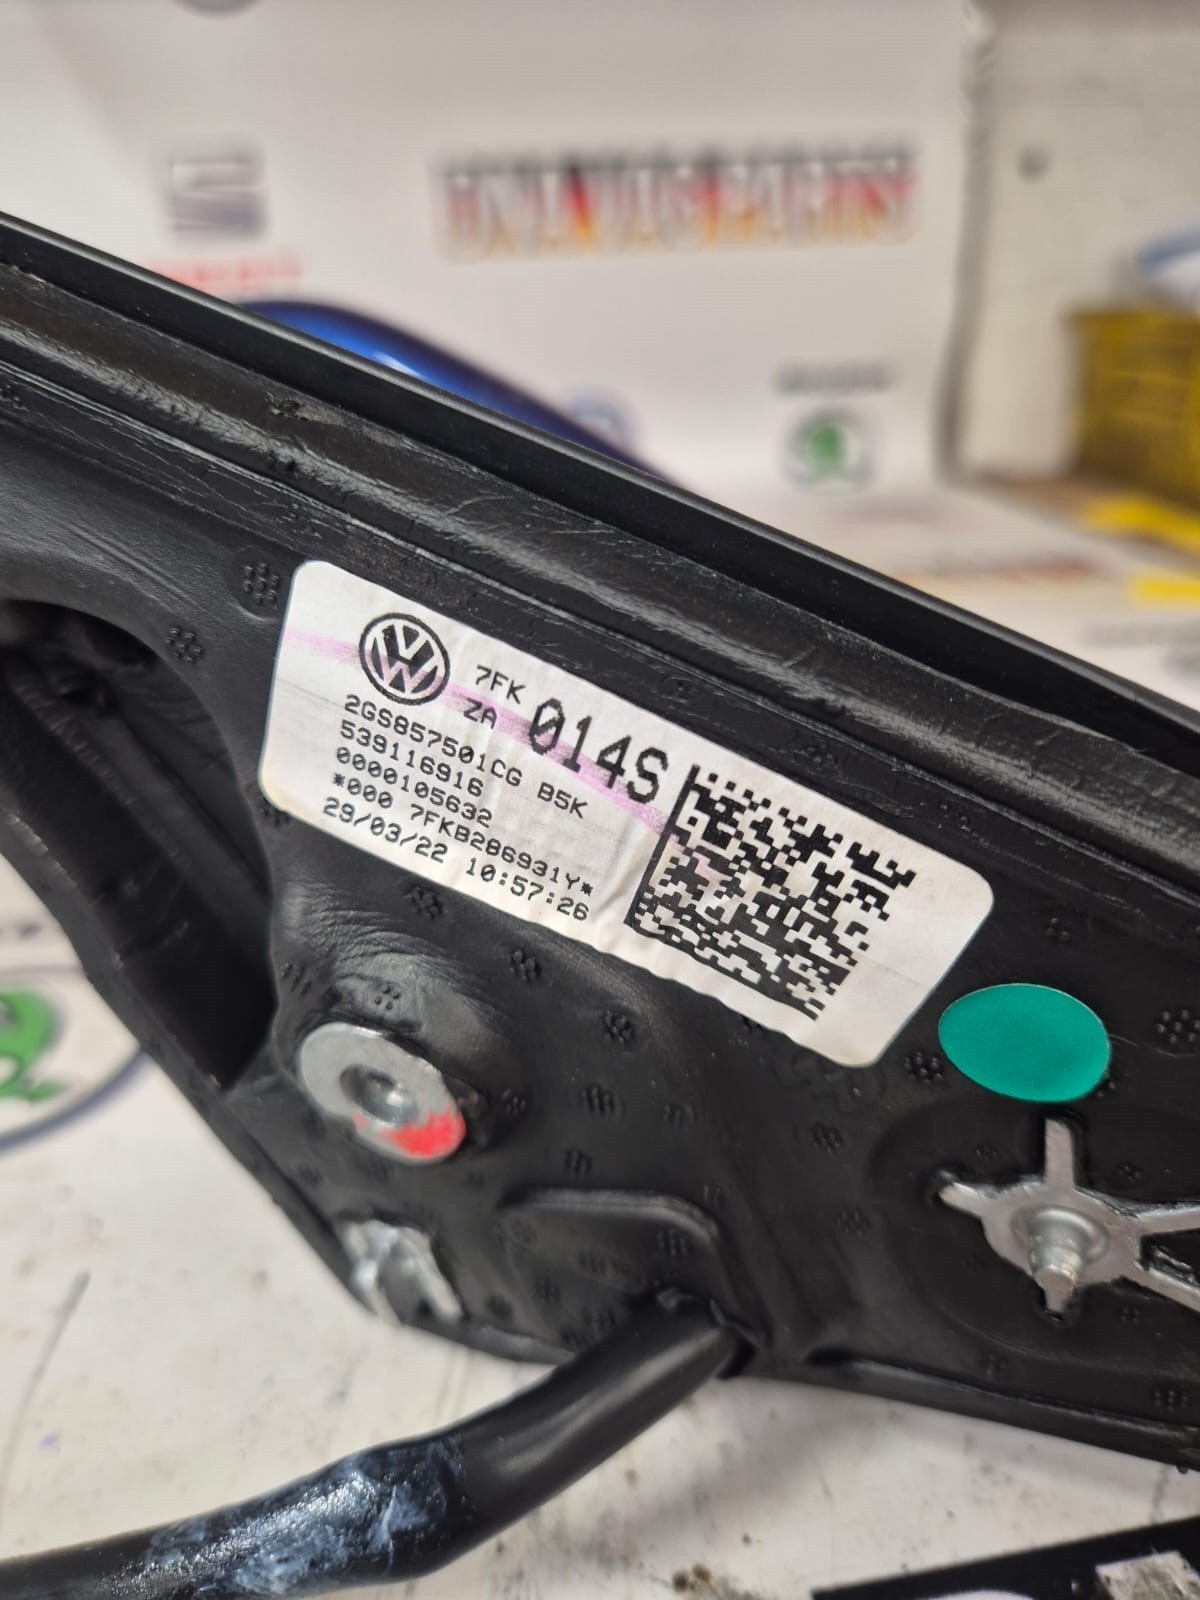 7FK
ZA
014S
2GS857501CG B5K
539116916
0000105632
*000 7FKB286931Y*
29/03/22 10:57:26